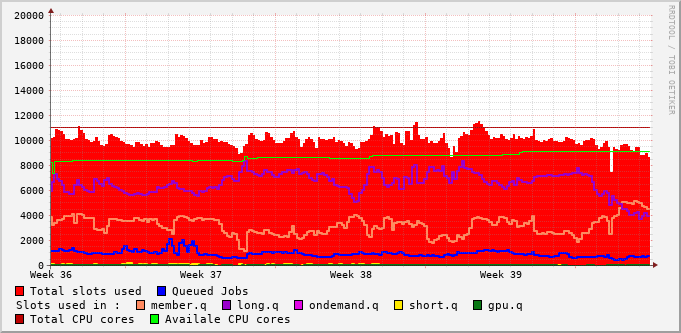 RRDTOOL / TOBI OETIKER
20000
18000
16000
14000
12000
10000
8000
6000
4000
2000
0
Week 36 Week 37 Week 38 Week 39
Total slots used Queued Jobs
Slots used in : member.q long.q ondemand.q short.q gpu.q
Total CPU cores Availale CPU cores